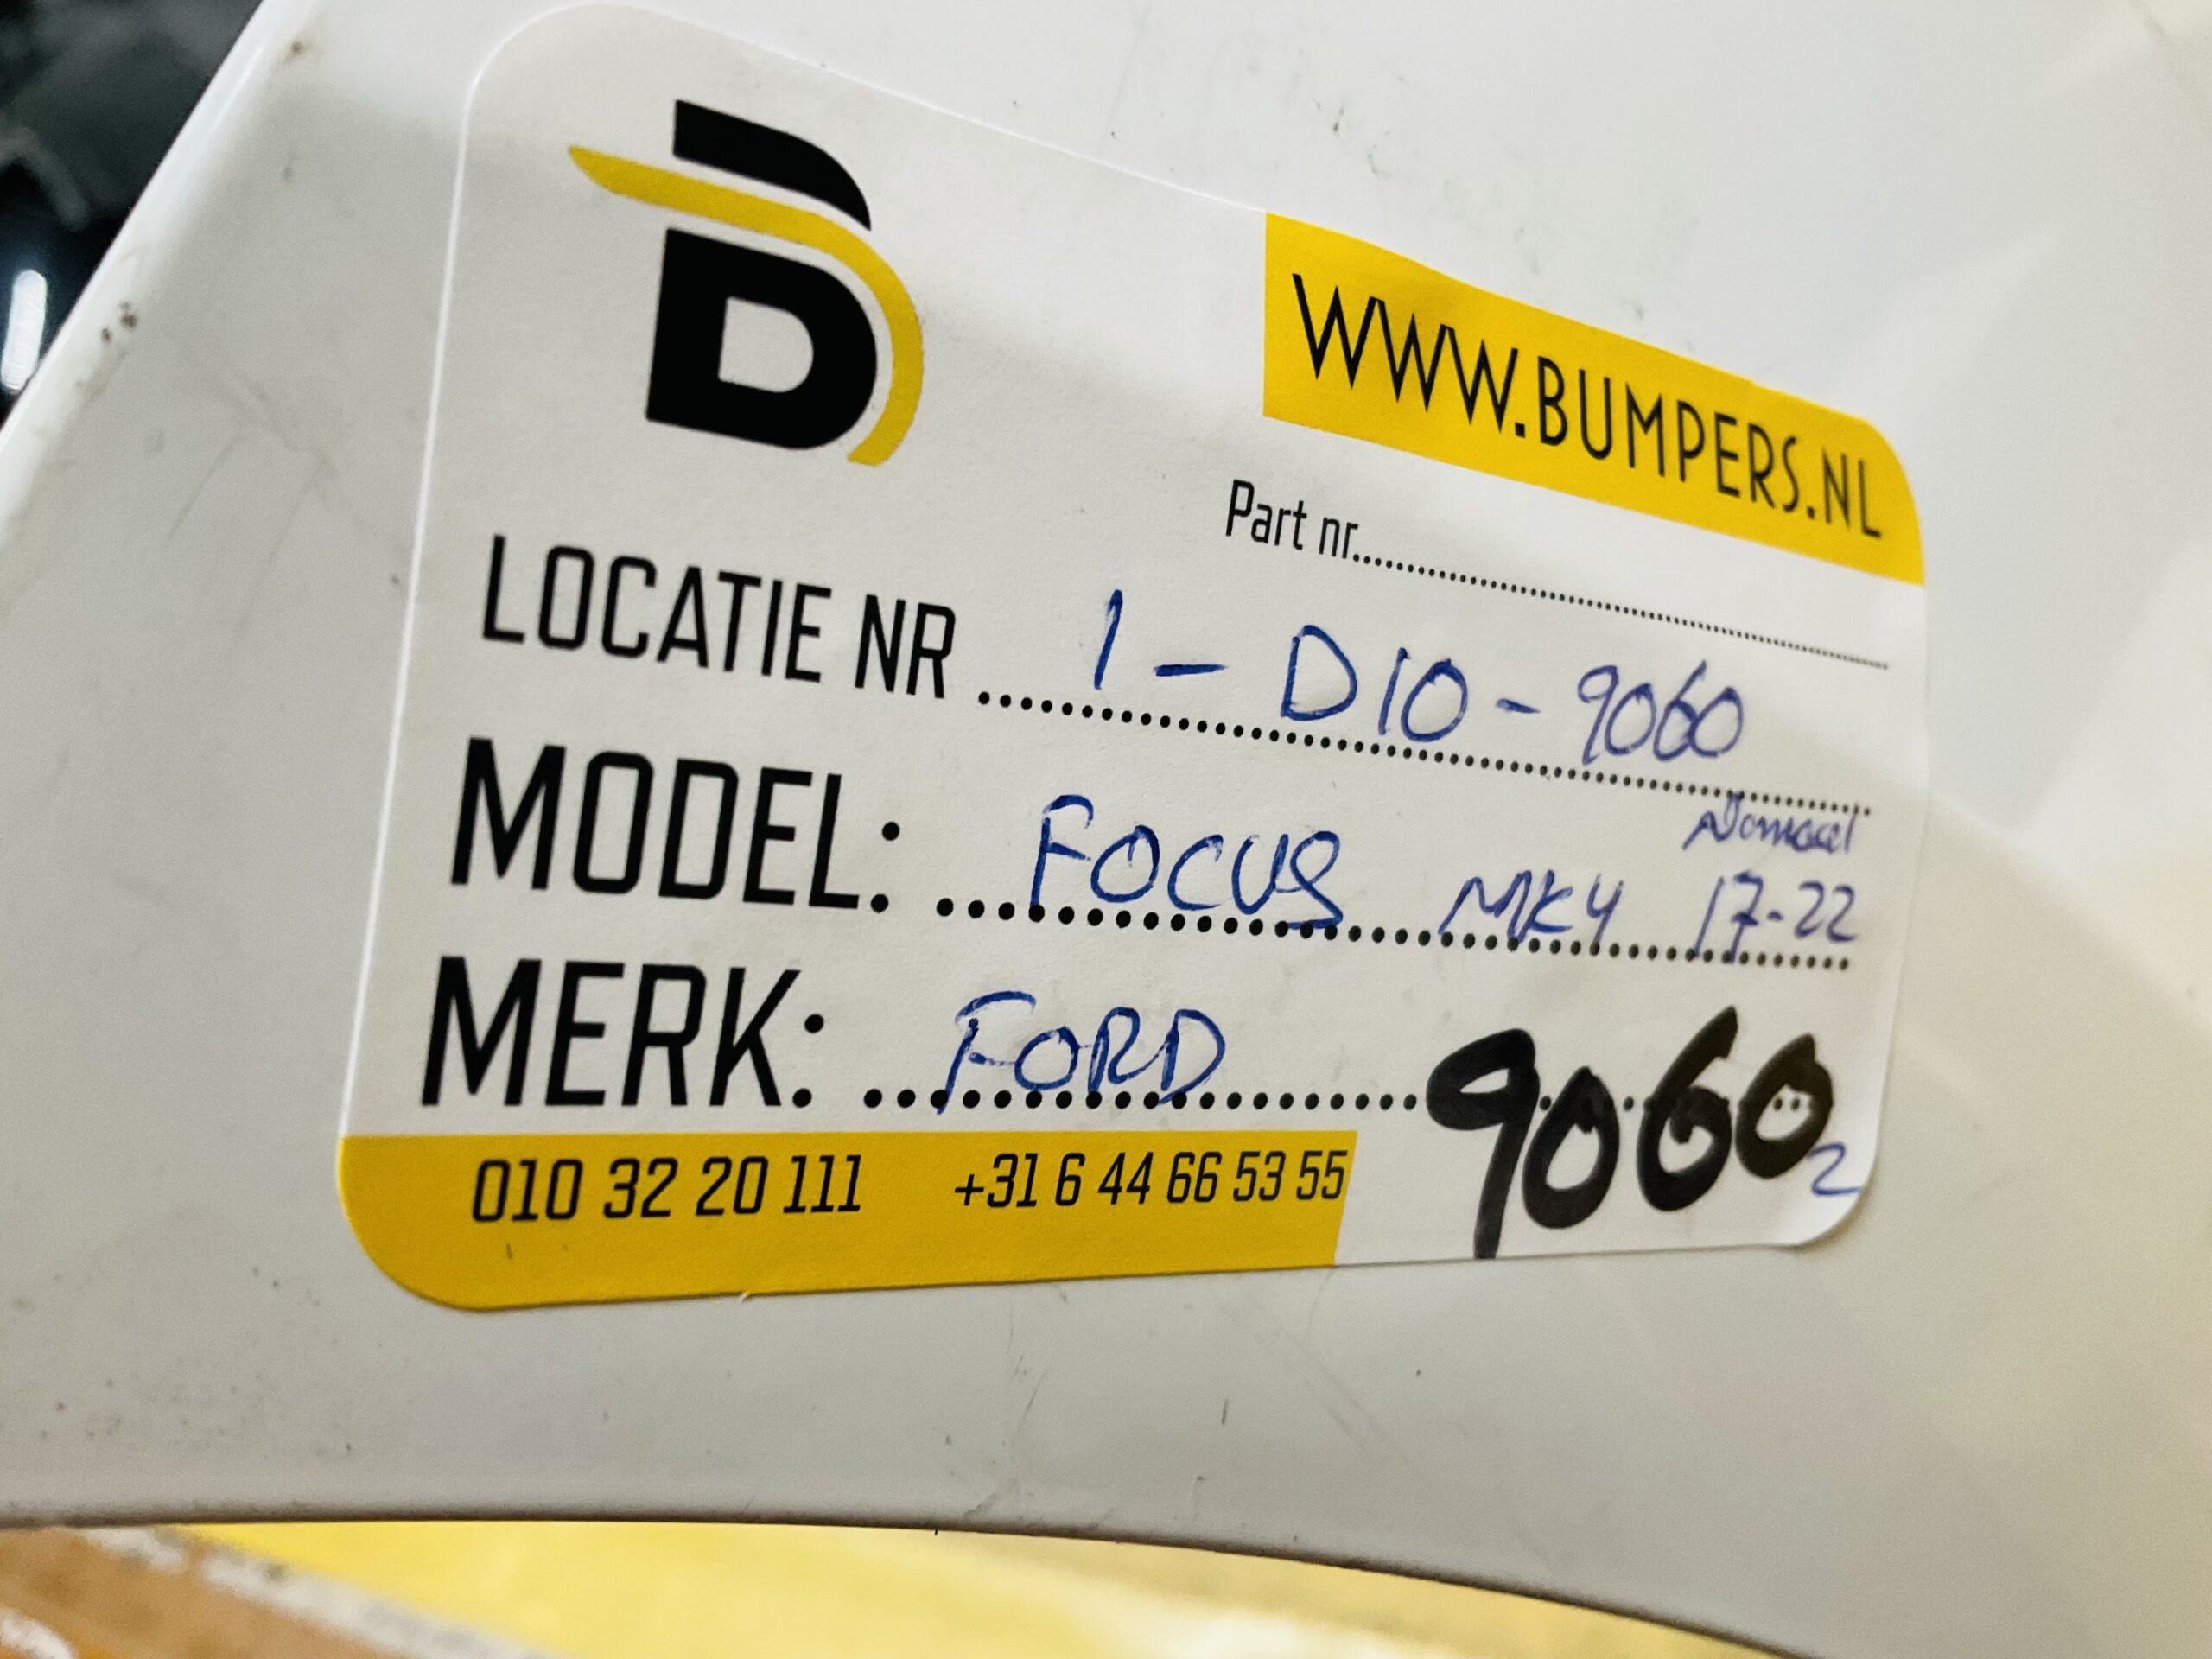 WWW.BUMPERS.NL
Part nr..........
LOCATIE NR .......... 1 - D10 - 9060
MODEL: .......... FOCUS MK4 17-22
MERK: .......... FORD
9060
2
010 32 20 111 +31 6 44 66 53 55